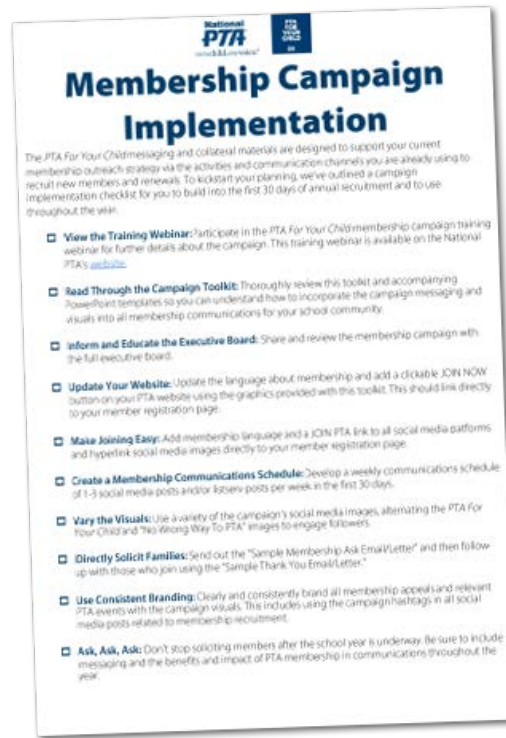 National
PTA
everychild.onevoice.
PTA
FOR
YOUR
CHILD
Membership Campaign
Implementation
The PTA For Your Child messaging and collateral materials are designed to support your current
membership outreach strategy via the activities and communication channels you are already using to
recruit new members and renewals. To kickstart your planning, we've outlined a campaign
implementation checklist for you to build into the first 30 days of annual recruitment and to use
throughout the year.
View the Training Webinar: Participate in the PTA For Your Child membership campaign training
webinar for further details about the campaign. This training webinar is available on the National
PTA's website.
Read Through the Campaign Toolkit: Thoroughly review this toolkit and accompanying
PowerPoint templates so you can understand how to incorporate the campaign messaging and
visuals into all membership communications for your school community.
Inform and Educate the Executive Board: Share and review the membership campaign with
the full executive board.
Update Your Website: Update the language about membership and add a clickable JOIN NOW
button on your PTA website using the graphics provided with this toolkit. This should link directly
to your member registration page.
Make Joining Easy: Add membership language and a JOIN PTA link to all social media platforms
and hyperlink social media images directly to your member registration page.
Create a Membership Communications Schedule: Develop a weekly communications schedule
of 1-3 social media posts and/or listserv posts per week in the first 30 days.
Vary the Visuals: Use a variety of the campaign's social media images, alternating the PTA For
Your Child and "No Wrong Way To PTA" images to engage followers.
Directly Solicit Families: Send out the "Sample Membership Ask Email/Letter" and then follow-
up with those who join using the "Sample Thank You Email/Letter."
Use Consistent Branding: Clearly and consistently brand all membership appeals and relevant
PTA events with the campaign visuals. This includes using the campaign hashtags in all social
media posts related to membership recruitment.
Ask, Ask, Ask: Don't stop soliciting members after the school year is underway. Be sure to include
messaging and the benefits and impact of PTA membership in communications throughout the
year.